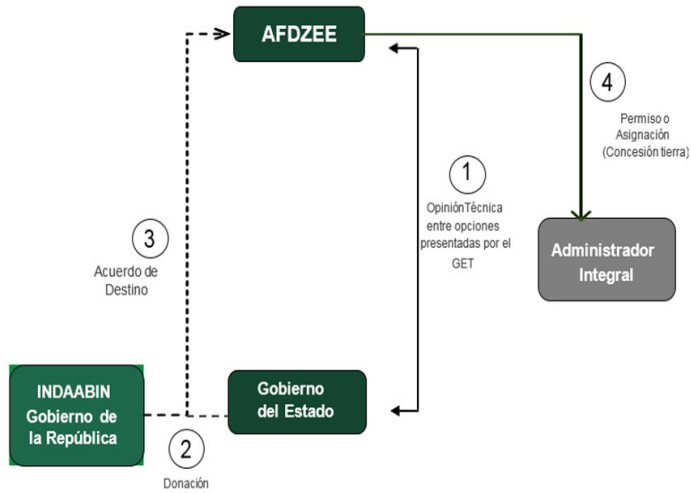 AFDZEE
4
Permiso o
Asignación
(Concesión tierra)
1
OpiniónTécnica
entre opciones
presentadas por el
GET
Administrador
Integral
3
Acuerdo de
Destino
INDAABIN
Gobierno de
la República
Gobierno
del Estado
2
Donación